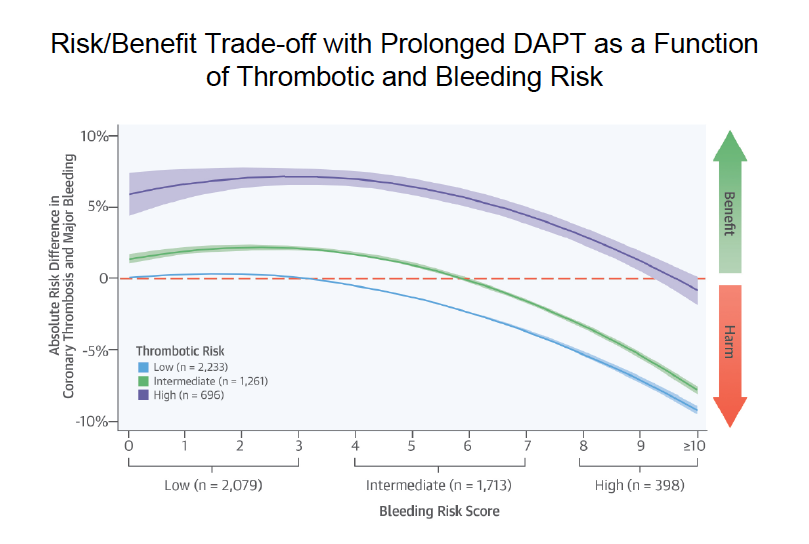 Risk/Benefit Trade-off with Prolonged DAPT as a Function
of Thrombotic and Bleeding Risk
Absolute Risk Difference in
Coronary Thrombosis and Major Bleeding
10%
5%
0
-5%
-10%
Benefit
Harm
Thrombotic Risk
Low (n = 2,233)
Intermediate (n = 1,261)
High (n = 696)
0 1 2 3 4 5 6 7 8 9 ≥10
Low (n = 2,079) Intermediate (n = 1,713) High (n = 398)
Bleeding Risk Score